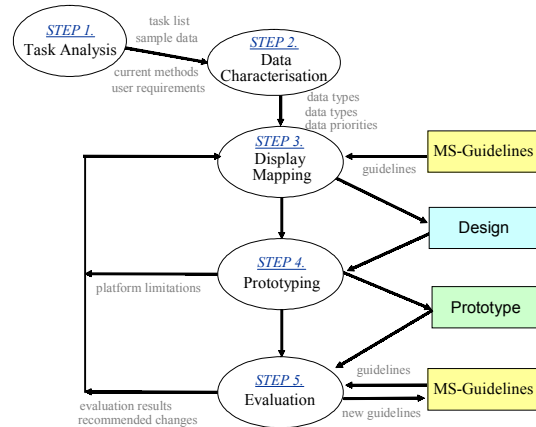 STEP 1.
Task Analysis
task list
sample data
current methods
user requirements
STEP 2.
Data
Characterisation
data types
data types
data priorities
STEP 3.
Display
Mapping
guidelines
MS-Guidelines
Design
STEP 4.
Prototyping
platform limitations
Prototype
STEP 5.
Evaluation
guidelines
MS-Guidelines
new guidelines
evaluation results
recommended changes